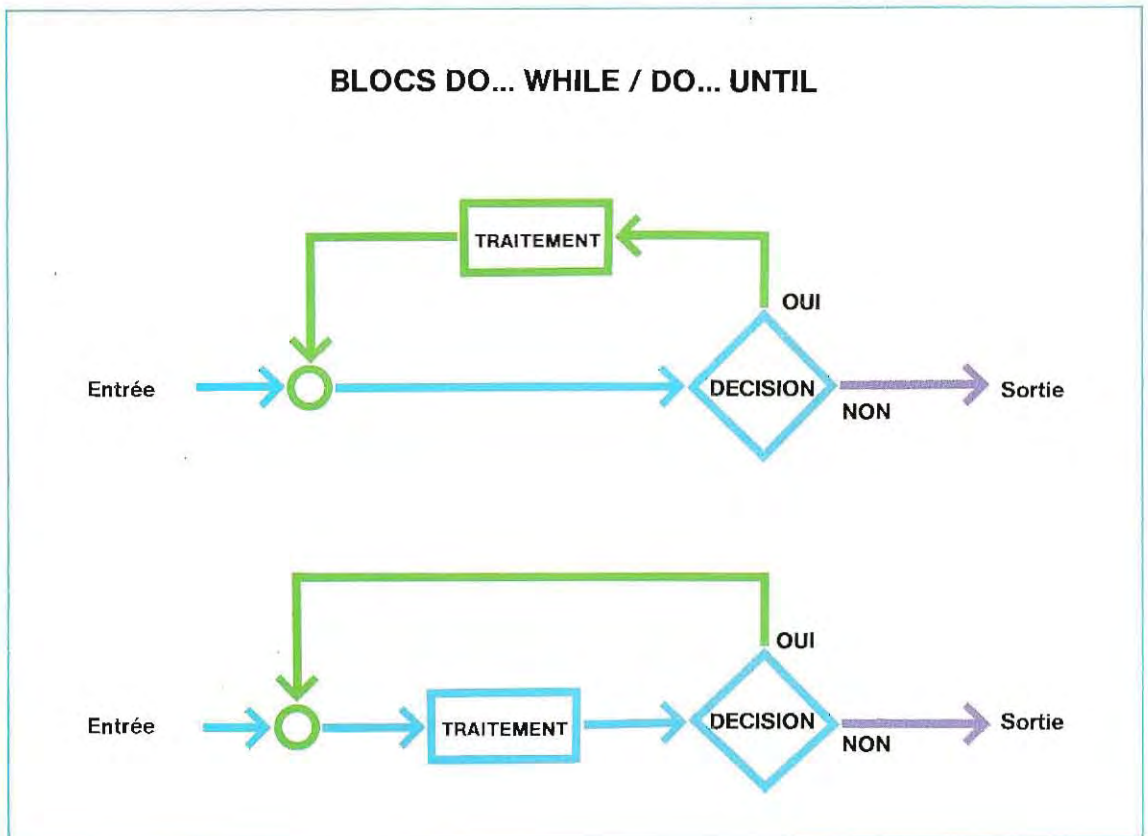 BLOCS DO... WHILE / DO... UNTIL
TRAITEMENT
OUI
Entrée
DECISION
Sortie
NON
OUI
Entrée
TRAITEMENT
DECISION
Sortie
NON